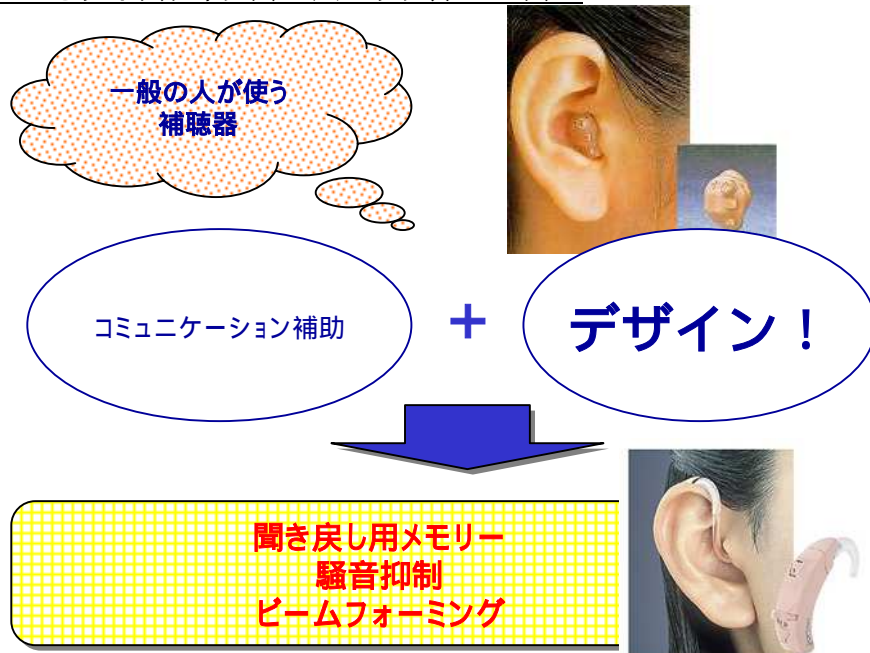 一般の人が使う
補聴器
コミュニケーション補助
+
デザイン！
聞き戻し用メモリー
騒音抑制
ビームフォーミング